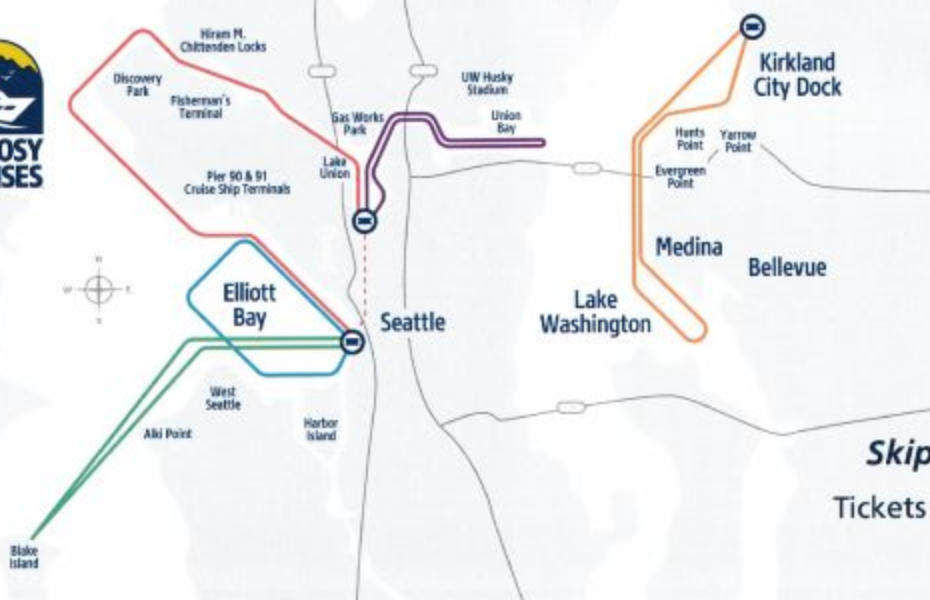 OSY
ISES
Hiram M.
Chittenden Locks
Discovery
Park
Fisherman's
Terminal
Pier 90 & 91
Cruise Ship Terminals
Gas Works
Park
Lake
Union
UW Husky
Stadium
Union
Bay
Kirkland
City Dock
Hunts
Point
Yarrow
Point
Evergreen
Point
Medina
Bellevue
Lake
Washington
N
W
E
S
Elliott
Bay
Seattle
West
Seattle
Alki Point
Harbor
Island
Blake
Island
Skip
Tickets